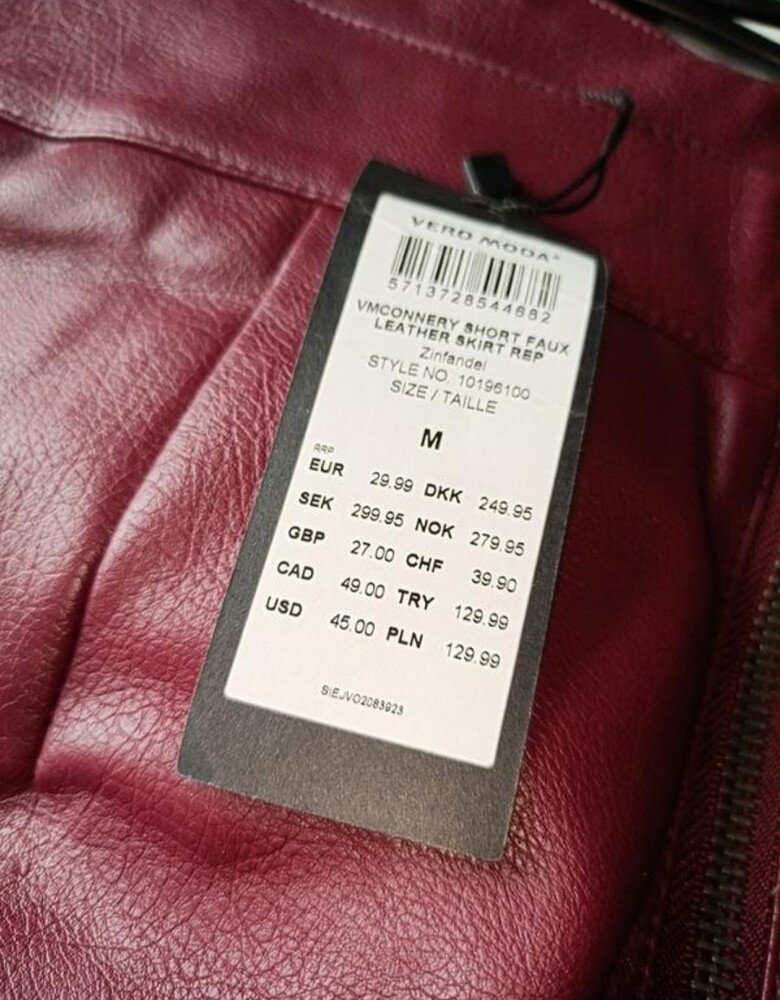 VERO MODA®
5713728544682
VMCONNERY SHORT FAUX
LEATHER SKIRT REP
Zinfandel
STYLE NO. 10196100
SIZE / TAILLE
M
RRP
EUR 29.99 DKK 249.95
SEK 299.95 NOK 279.95
GBP 27.00 CHF 39.90
CAD 49.00 TRY 129.99
USD 45.00 PLN 129.99
SIEJVO2083923